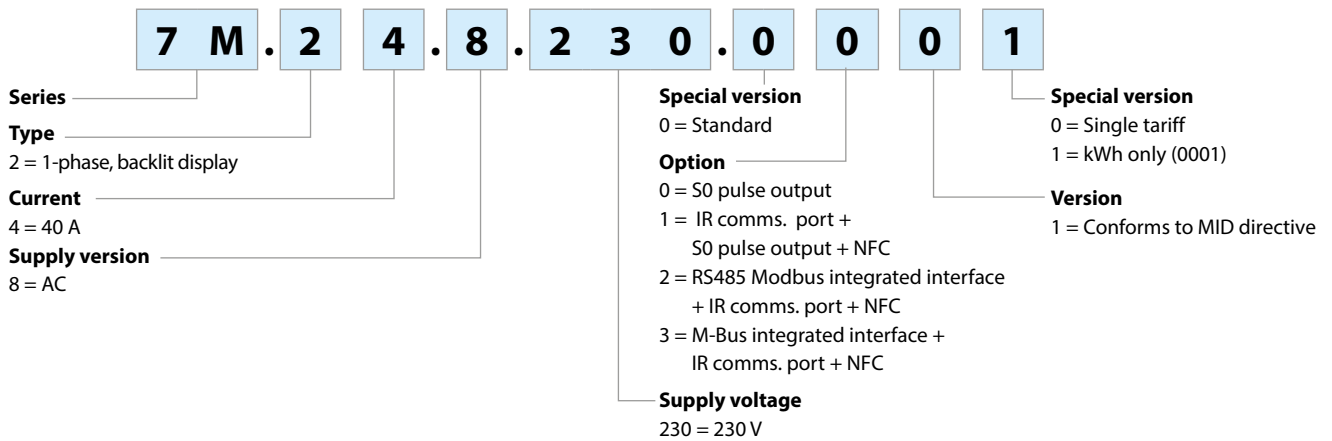 7 M . 2 4 . 8 . 2 3 0 . 0 0 0 1
Series
Type
2 = 1-phase, backlit display
Current
4 = 40 A
Supply version
8 = AC
Special version
0 = Standard
Option
0 = S0 pulse output
1 = IR comms. port +
S0 pulse output + NFC
2 = RS485 Modbus integrated interface
+ IR comms. port + NFC
3 = M-Bus integrated interface +
IR comms. port + NFC
Supply voltage
230 = 230 V
Special version
0 = Single tariff
1 = kWh only (0001)
Version
1 = Conforms to MID directive